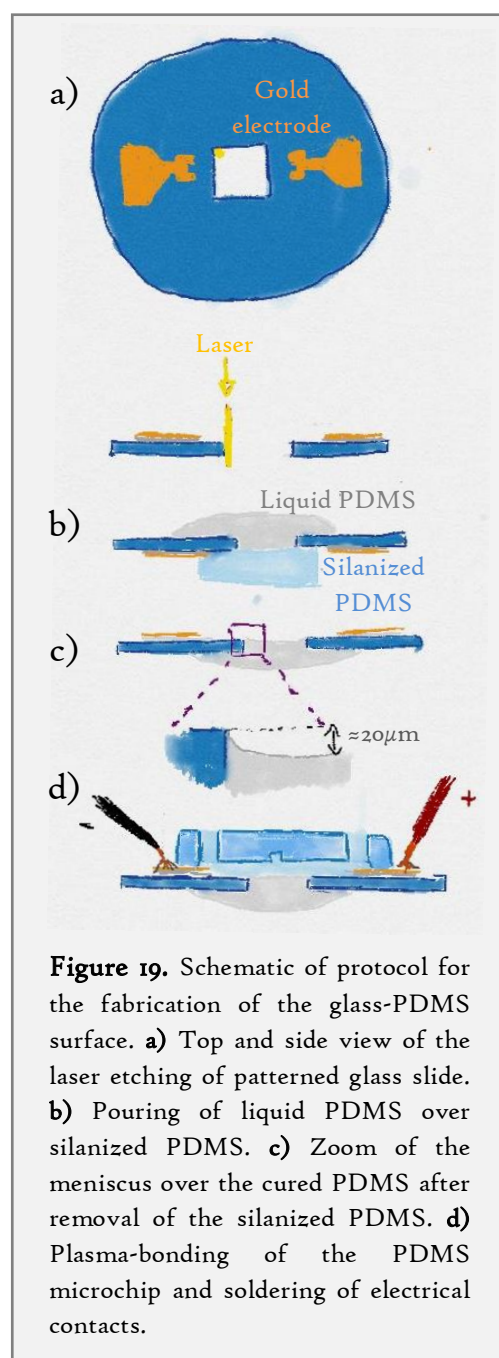 a)
Gold
electrode
Laser
b)
Liquid PDMS
Silanized
PDMS
c)
≈20µm
d)
-
+
Figure 19. Schematic of protocol for
the fabrication of the glass-PDMS
surface. a) Top and side view of the
laser etching of patterned glass slide.
b) Pouring of liquid PDMS over
silanized PDMS. c) Zoom of the
meniscus over the cured PDMS after
removal of the silanized PDMS. d)
Plasma-bonding of the PDMS
microchip and soldering of electrical
contacts.